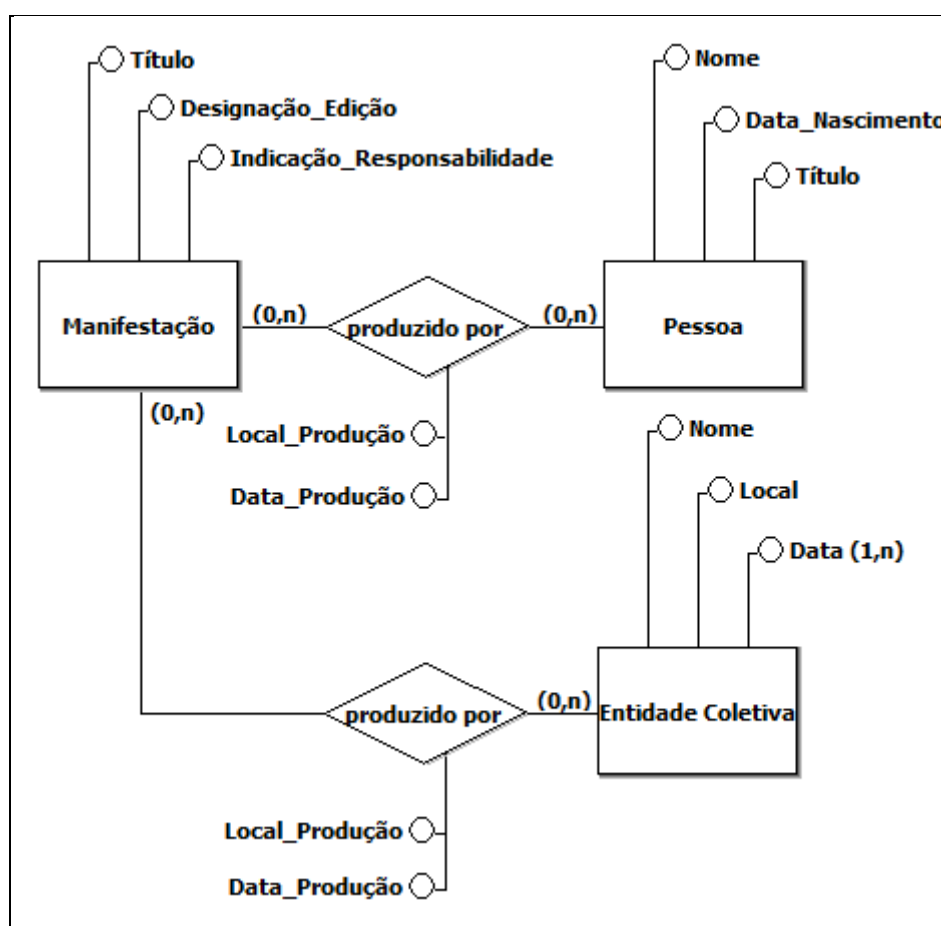 Título
Designação_Edição
Indicação_Responsabilidade
Nome
Data_Nascimento
Título
Manifestação
(0,n)
produzido por
(0,n)
Pessoa
Local_Produção
Data_Produção
(0,n)
Nome
Local
Data (1,n)
produzido por
(0,n)
Entidade Coletiva
Local_Produção
Data_Produção